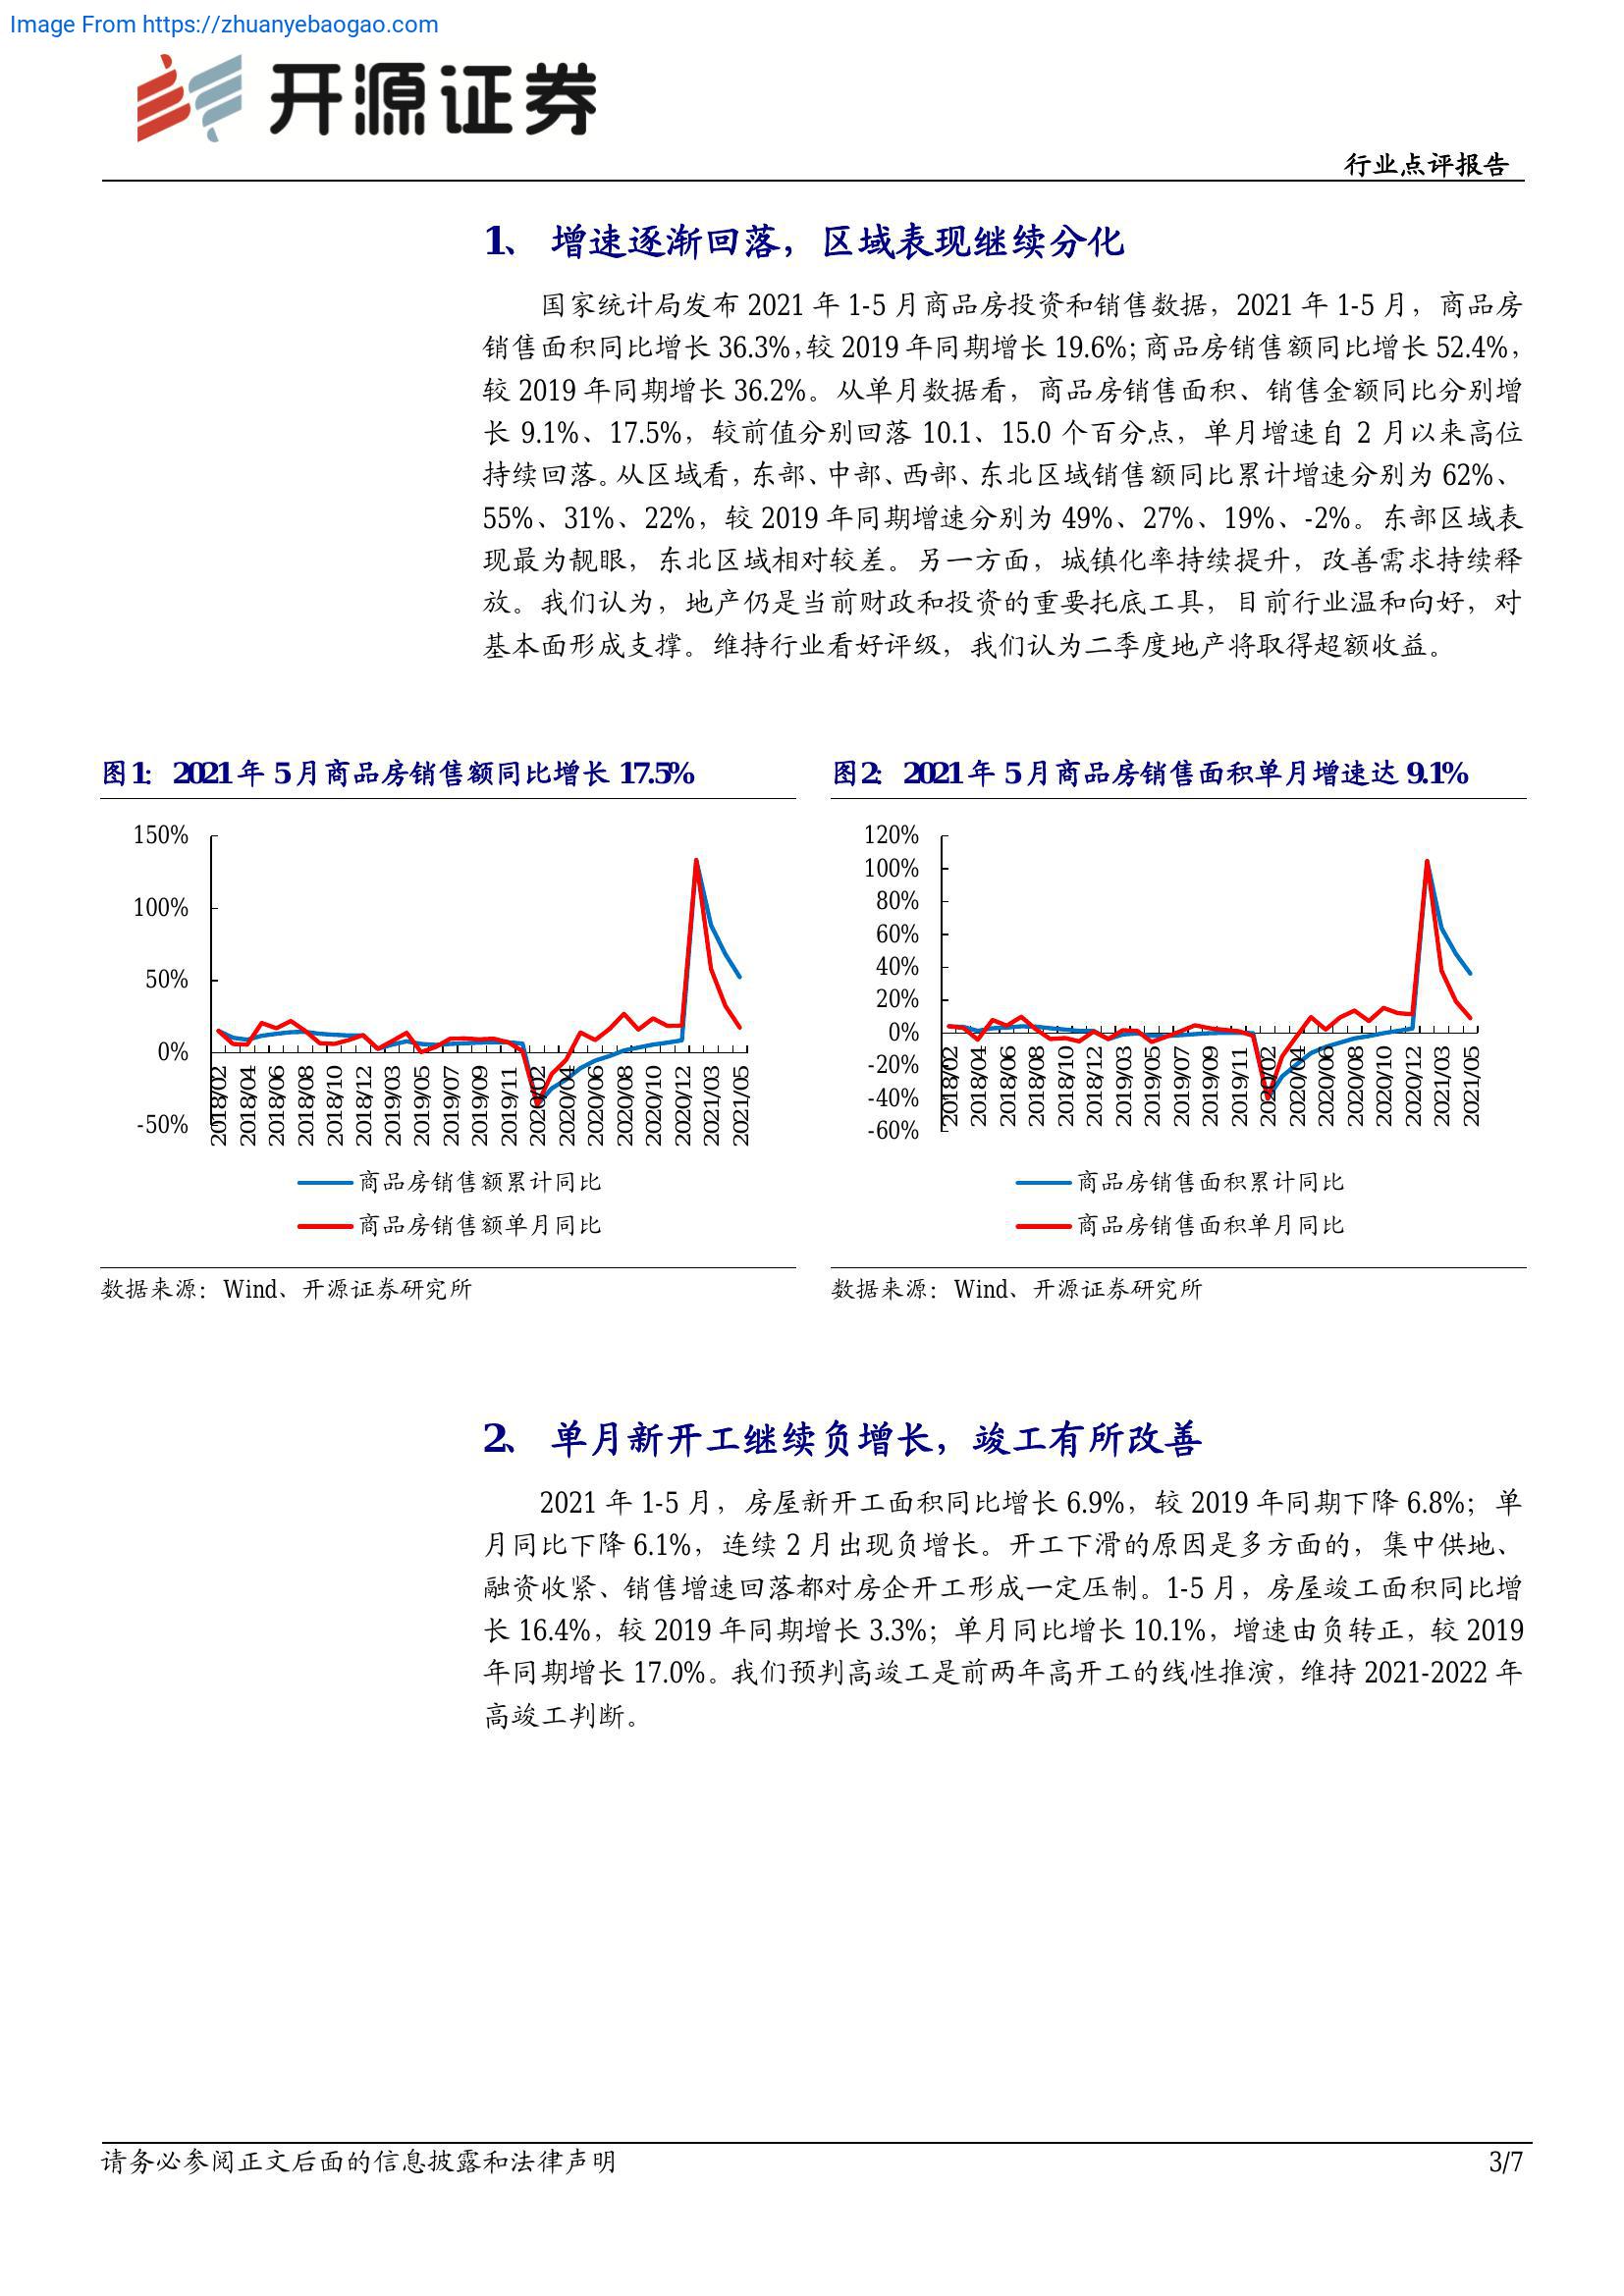 Image From https://zhuanyebaogao.com
开源证券
行业点评报告
1、 增速逐渐回落，区域表现继续分化
国家统计局发布 2021 年 1-5 月商品房投资和销售数据，2021 年 1-5 月，商品房
销售面积同比增长 36.3%，较 2019 年同期增长 19.6%；商品房销售额同比增长 52.4%，
较 2019 年同期增长 36.2%。从单月数据看，商品房销售面积、销售金额同比分别增
长 9.1%、17.5%，较前值分别回落 10.1、15.0 个百分点，单月增速自 2 月以来高位
持续回落。从区域看，东部、中部、西部、东北区域销售额同比累计增速分别为 62%、
55%、31%、22%，较 2019 年同期增速分别为 49%、27%、19%、-2%。东部区域表
现最为靓眼，东北区域相对较差。另一方面，城镇化率持续提升，改善需求持续释
放。我们认为，地产仍是当前财政和投资的重要托底工具，目前行业温和向好，对
基本面形成支撑。维持行业看好评级，我们认为二季度地产将取得超额收益。
图1： 2021 年 5 月商品房销售额同比增长 17.5%
150%
100%
50%
0%
-50%
2018/02
2018/04
2018/06
2018/08
2018/10
2018/12
2019/03
2019/05
2019/07
2019/09
2019/11
2020/02
2020/04
2020/06
2020/08
2020/10
2020/12
2021/03
2021/05
商品房销售额累计同比
商品房销售额单月同比
数据来源：Wind、开源证券研究所
图2： 2021 年 5 月商品房销售面积单月增速达 9.1%
120%
100%
80%
60%
40%
20%
0%
-20%
-40%
-60%
2018/02
2018/04
2018/06
2018/08
2018/10
2018/12
2019/03
2019/05
2019/07
2019/09
2019/11
2020/02
2020/04
2020/06
2020/08
2020/10
2020/12
2021/03
2021/05
商品房销售面积累计同比
商品房销售面积单月同比
数据来源：Wind、开源证券研究所
2、 单月新开工继续负增长，竣工有所改善
2021 年 1-5 月，房屋新开工面积同比增长 6.9%，较 2019 年同期下降 6.8%；单
月同比下降 6.1%，连续 2 月出现负增长。开工下滑的原因是多方面的，集中供地、
融资收紧、销售增速回落都对房企开工形成一定压制。1-5 月，房屋竣工面积同比增
长 16.4%，较 2019 年同期增长 3.3%；单月同比增长 10.1%，增速由负转正，较 2019
年同期增长 17.0%。我们预判高竣工是前两年高开工的线性推演，维持 2021-2022 年
高竣工判断。
请务必参阅正文后面的信息披露和法律声明
3/7